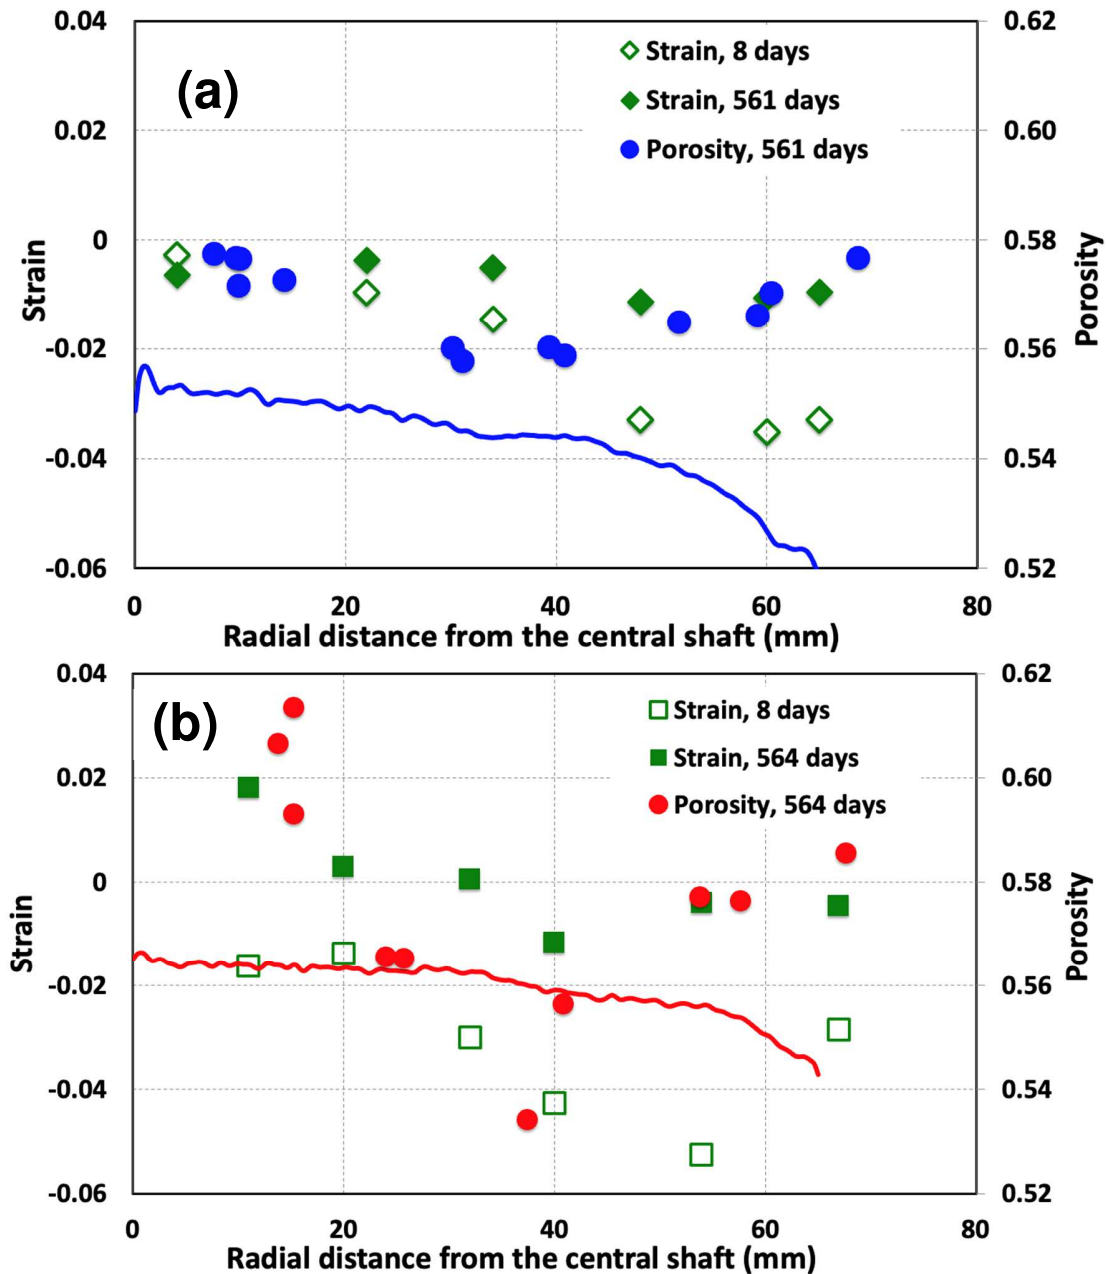 (a)
Strain, 8 days
Strain, 561 days
Porosity, 561 days
0.04
0.02
0
-0.02
-0.04
-0.06
Strain
0.62
0.60
0.58
0.56
0.54
0.52
Porosity
0 20 40 60 80
Radial distance from the central shaft (mm)
(b)
Strain, 8 days
Strain, 564 days
Porosity, 564 days
0.04
0.02
0
-0.02
-0.04
-0.06
Strain
0.62
0.60
0.58
0.56
0.54
0.52
Porosity
0 20 40 60 80
Radial distance from the central shaft (mm)